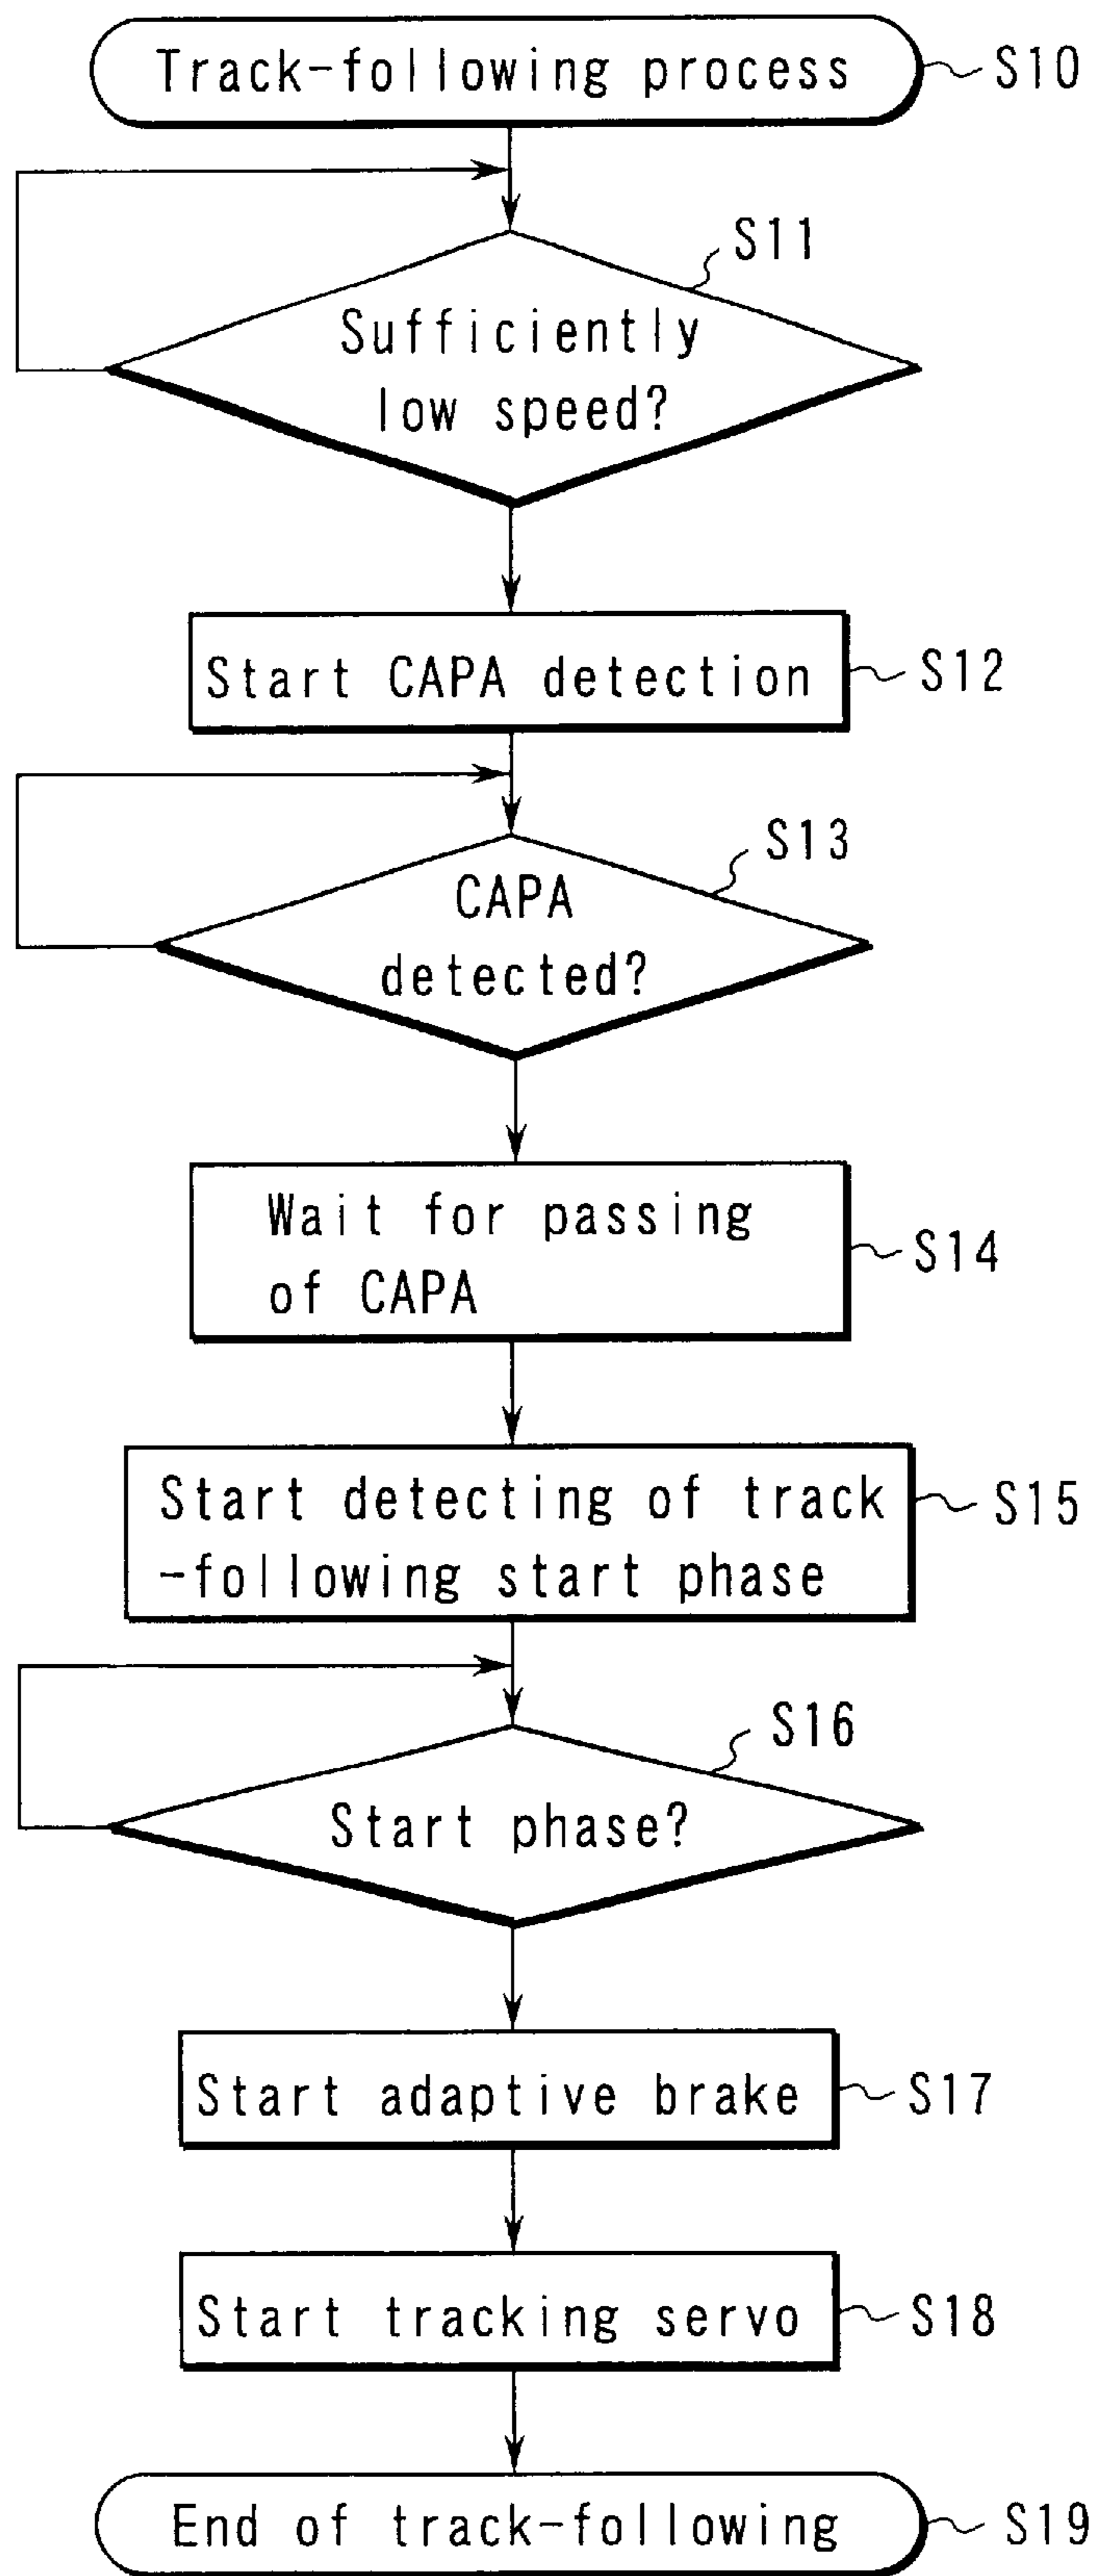 Track-following process
S10
S11
Sufficiently
low speed?
Start CAPA detection
S12
S13
CAPA
detected?
Wait for passing
of CAPA
S14
Start detecting of track
-following start phase
S15
S16
Start phase?
Start adaptive brake
S17
Start tracking servo
S18
End of track-following
S19